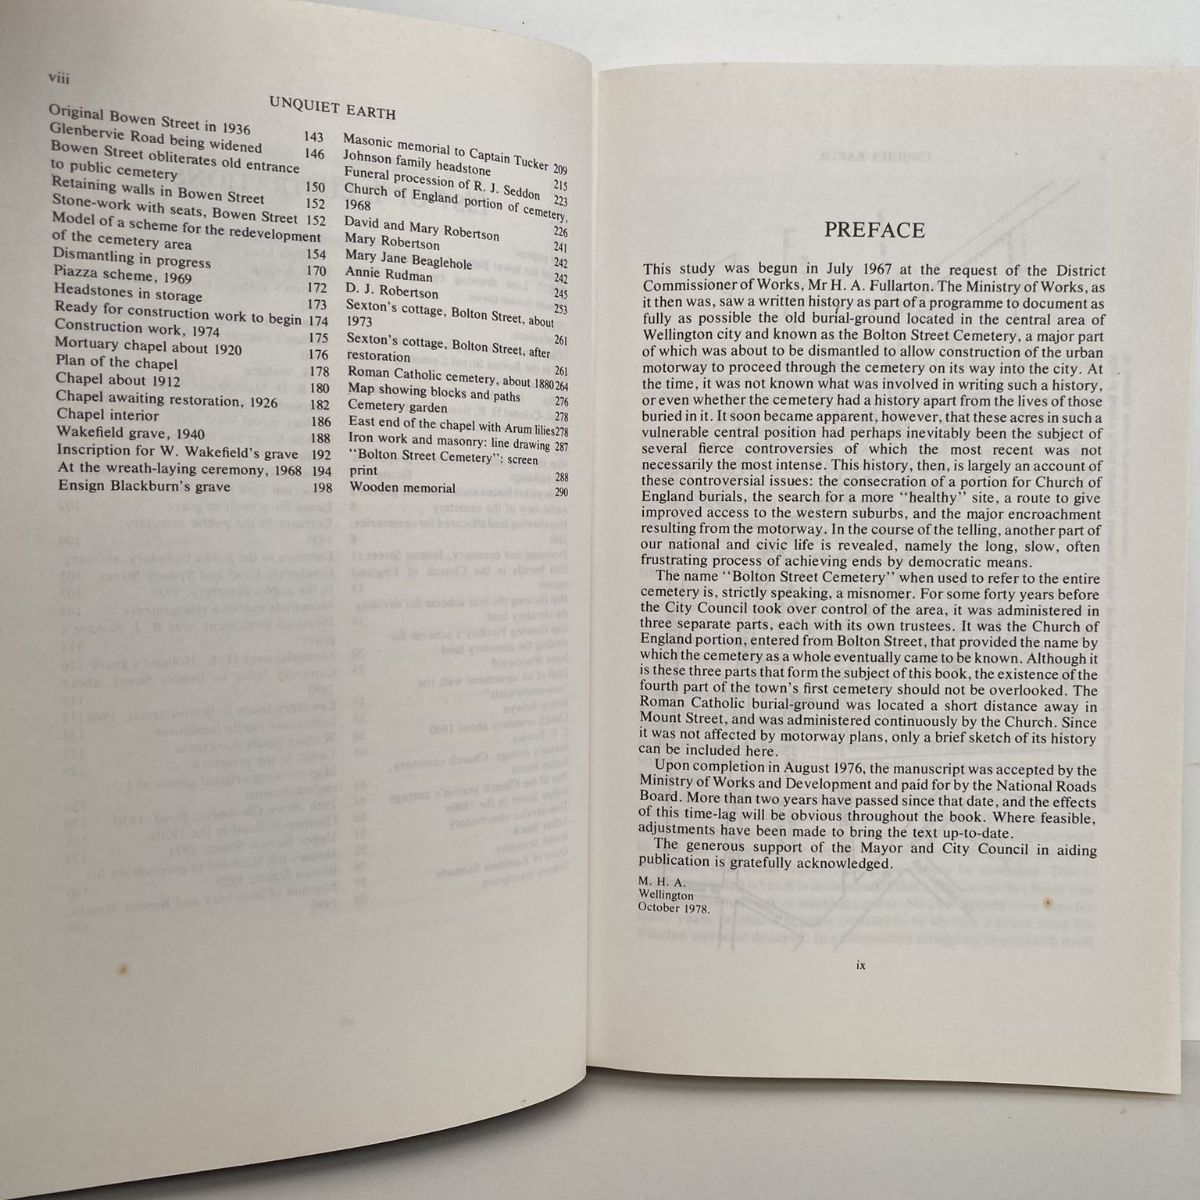 viii
UNQUIET EARTH
Original Bowen Street in 1936 143
Glenbervie Road being widened 146
Bowen Street obliterates old entrance
to public cemetery 150
Retaining walls in Bowen Street 152
Stone-work with seats, Bowen Street 152
Model of a scheme for the redevelopment
of the cemetery area 154
Dismantling in progress 170
Piazza scheme, 1969 172
Headstones in storage 173
Ready for construction work to begin 174
Construction work, 1974 175
Mortuary chapel about 1920 176
Plan of the chapel 178
Chapel about 1912 180
Chapel awaiting restoration, 1926 182
Chapel interior 186
Wakefield grave, 1940 188
Inscription for W. Wakefield's grave 192
At the wreath-laying ceremony, 1968 194
Ensign Blackburn's grave 198
Masonic memorial to Captain Tucker 209
Johnson family headstone 215
Funeral procession of R. J. Seddon 223
Church of England portion of cemetery,
1968 226
David and Mary Robertson 241
Mary Robertson 242
Mary Jane Beaglehole 242
Annie Rudman 245
D. J. Robertson 253
Sexton's cottage, Bolton Street, about
1973 261
Sexton's cottage, Bolton Street, after
restoration 261
Roman Catholic cemetery, about 1880 264
Map showing blocks and paths 276
Cemetery garden 278
East end of the chapel with Arum lilies 278
Iron work and masonry: line drawing 287
"Bolton Street Cemetery": screen
print 288
Wooden memorial 290
PREFACE
This study was begun in July 1967 at the request of the District
Commissioner of Works, Mr H. A. Fullarton. The Ministry of Works, as
it then was, saw a written history as part of a programme to document as
fully as possible the old burial-ground located in the central area of
Wellington city and known as the Bolton Street Cemetery, a major part
of which was about to be dismantled to allow construction of the urban
motorway to proceed through the cemetery on its way into the city. At
the time, it was not known what was involved in writing such a history,
or even whether the cemetery had a history apart from the lives of those
buried in it. It soon became apparent, however, that these acres in such a
vulnerable central position had perhaps inevitably been the subject of
several fierce controversies of which the most recent was not
necessarily the most intense. This history, then, is largely an account of
these controversial issues: the consecration of a portion for Church of
England burials, the search for a more "healthy" site, a route to give
improved access to the western suburbs, and the major encroachment
resulting from the motorway. In the course of the telling, another part of
our national and civic life is revealed, namely the long, slow, often
frustrating process of achieving ends by democratic means.
The name "Bolton Street Cemetery" when used to refer to the entire
cemetery is, strictly speaking, a misnomer. For some forty years before
the City Council took over control of the area, it was administered in
three separate parts, each with its own trustees. It was the Church of
England portion, entered from Bolton Street, that provided the name by
which the cemetery as a whole eventually came to be known. Although it
is these three parts that form the subject of this book, the existence of the
fourth part of the town's first cemetery should not be overlooked. The
Roman Catholic burial-ground was located a short distance away in
Mount Street, and was administered continuously by the Church. Since
it was not affected by motorway plans, only a brief sketch of its history
can be included here.
Upon completion in August 1976, the manuscript was accepted by the
Ministry of Works and Development and paid for by the National Roads
Board. More than two years have passed since that date, and the effects
of this time-lag will be obvious throughout the book. Where feasible,
adjustments have been made to bring the text up-to-date.
The generous support of the Mayor and City Council in aiding
publication is gratefully acknowledged.
M. H. A.
Wellington
October 1978.
ix